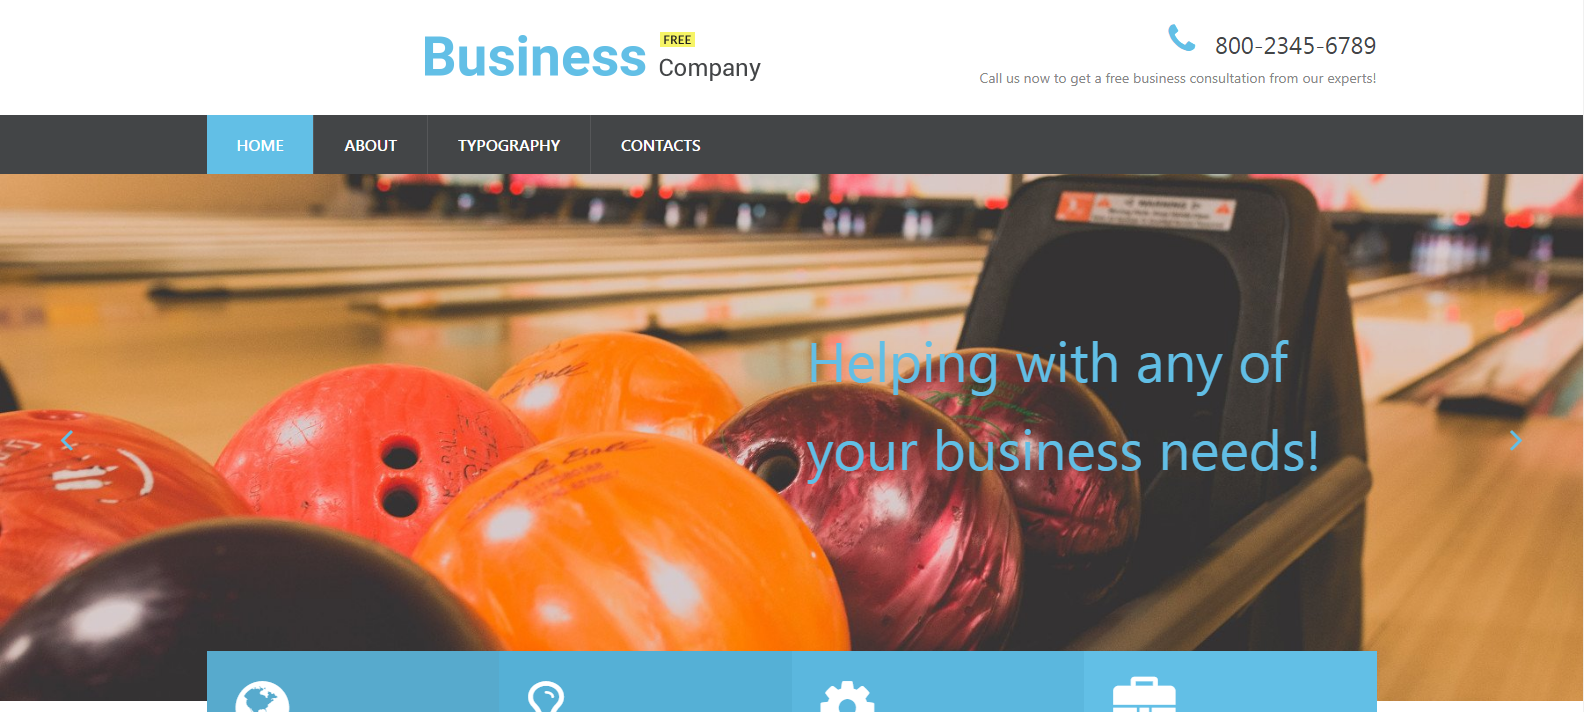 Business FREE
Company
800-2345-6789
Call us now to get a free business consultation from our experts!
HOME ABOUT TYPOGRAPHY CONTACTS
WARNING
Helping with any of
your business needs!